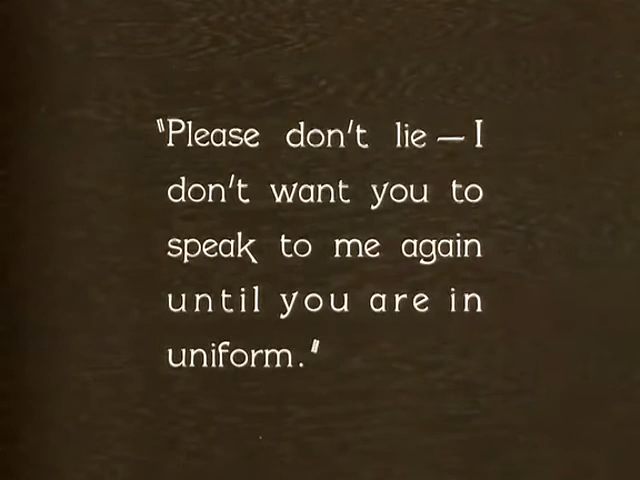 "Please don't lie — I
don't want you to
speak to me again
until you are in
uniform."